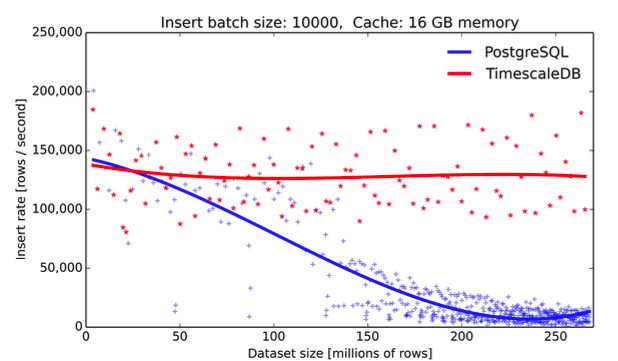 Insert batch size: 10000, Cache: 16 GB memory
250,000
200,000
150,000
100,000
50,000
0
Insert rate [rows / second]
PostgreSQL
TimescaleDB
0 50 100 150 200 250
Dataset size [millions of rows]